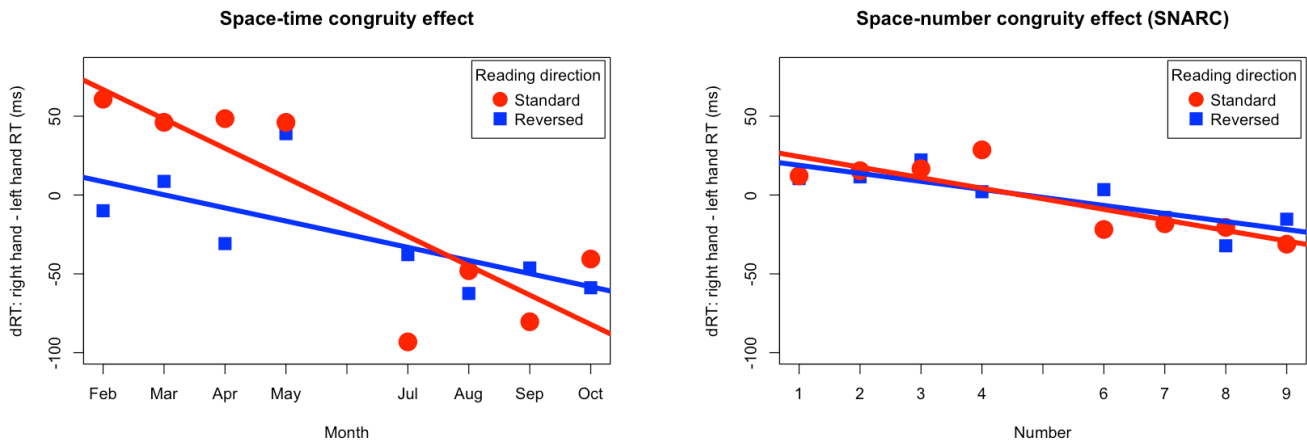 Space-time congruity effect
dRT: right hand - left hand RT (ms)
50
0
-50
-100
Reading direction
Standard
Reversed
Feb Mar Apr May Jul Aug Sep Oct
Month
Space-number congruity effect (SNARC)
dRT: right hand - left hand RT (ms)
50
0
-50
-100
Reading direction
Standard
Reversed
1 2 3 4 6 7 8 9
Number